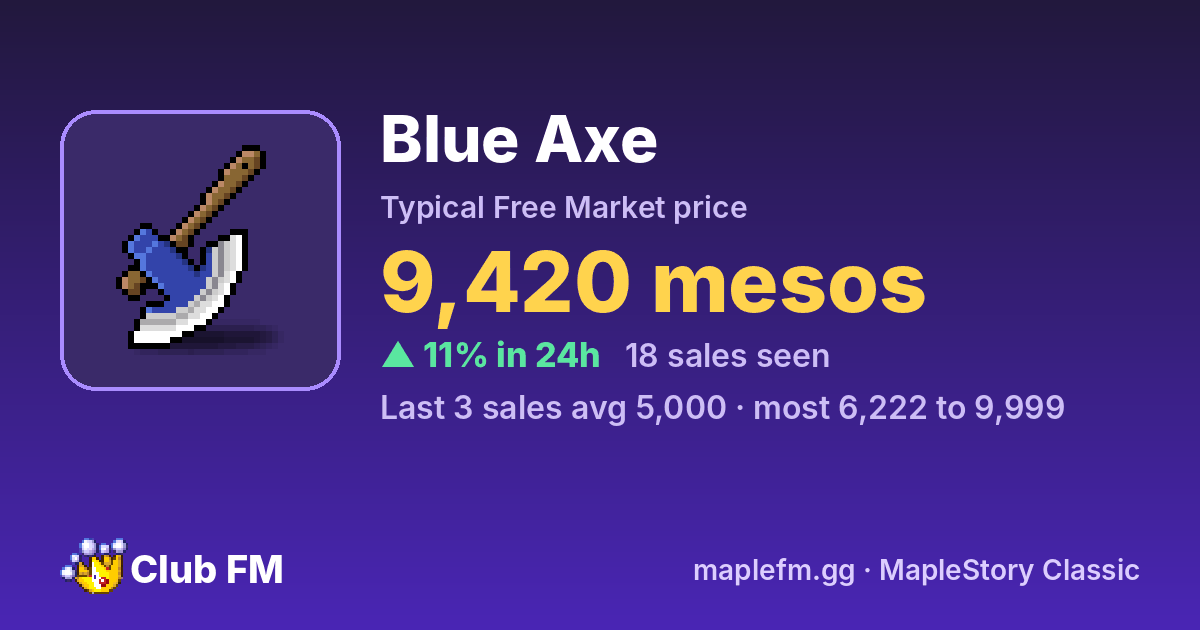 Blue Axe
Typical Free Market price
9,420 mesos
▲ 11% in 24h 18 sales seen
Last 3 sales avg 5,000 · most 6,222 to 9,999
Club FM
maplefm.gg · MapleStory Classic